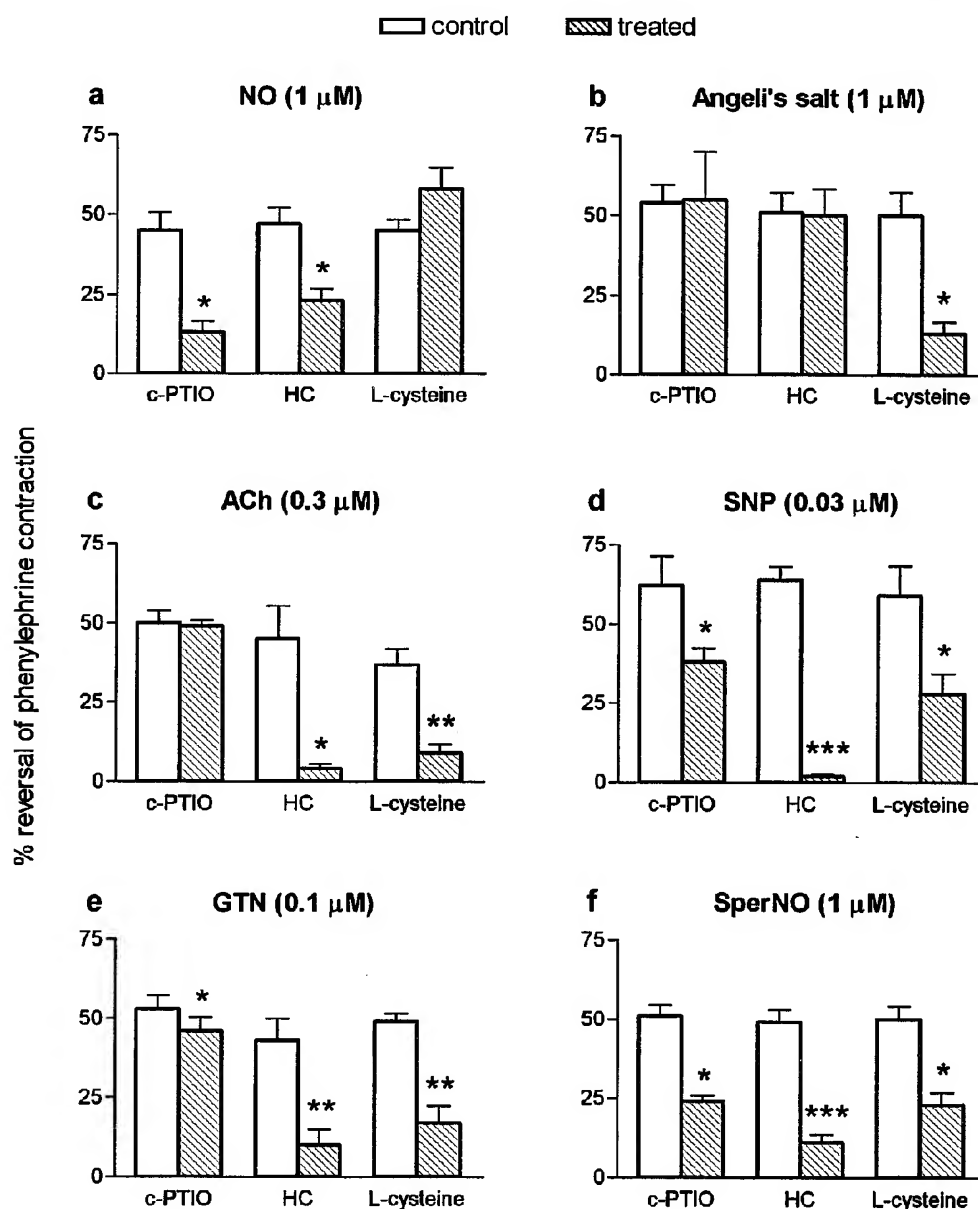 control treated
a NO (1 μM)
75
50
25
0
* *
c-PTIO HC L-cysteine
b Angeli's salt (1 μM)
75
50
25
0
*
c-PTIO HC L-cysteine
% reversal of phenylephrine contraction
c ACh (0.3 μM)
75
50
25
0
* **
c-PTIO HC L-cysteine
d SNP (0.03 μM)
75
50
25
0
* *** *
c-PTIO HC L-cysteine
e GTN (0.1 μM)
75
50
25
0
* ** **
c-PTIO HC L-cysteine
f SperNO (1 μM)
75
50
25
0
* *** *
c-PTIO HC L-cysteine